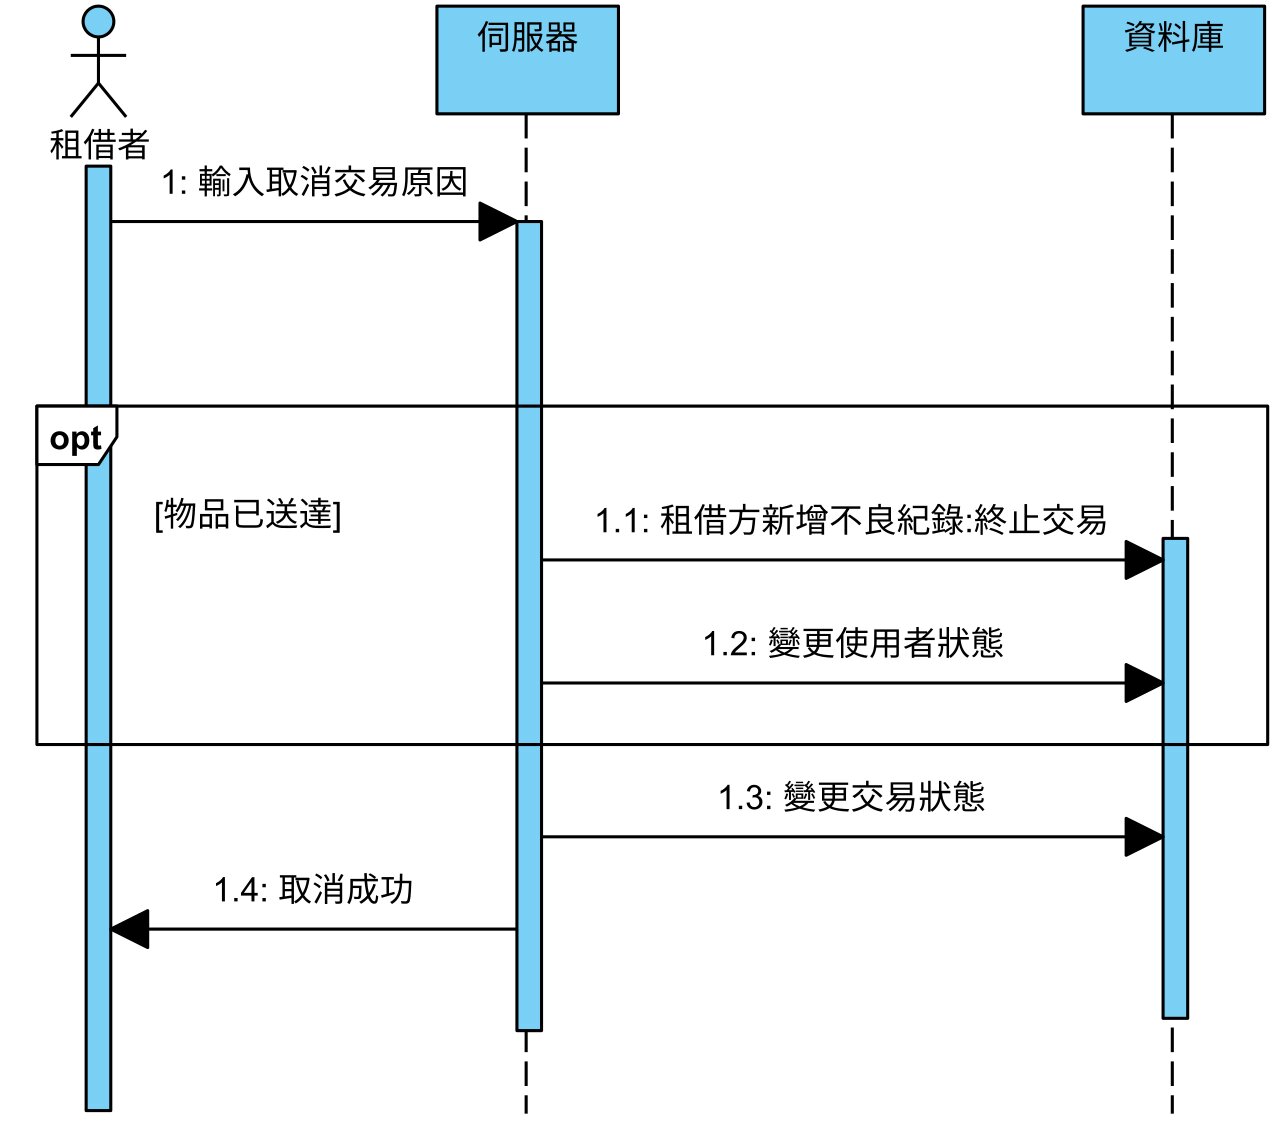 伺服器
資料庫
租借者
1: 輸入取消交易原因
opt
[物品已送達]
1.1: 租借方新增不良紀錄:終止交易
1.2: 變更使用者狀態
1.3: 變更交易狀態
1.4: 取消成功